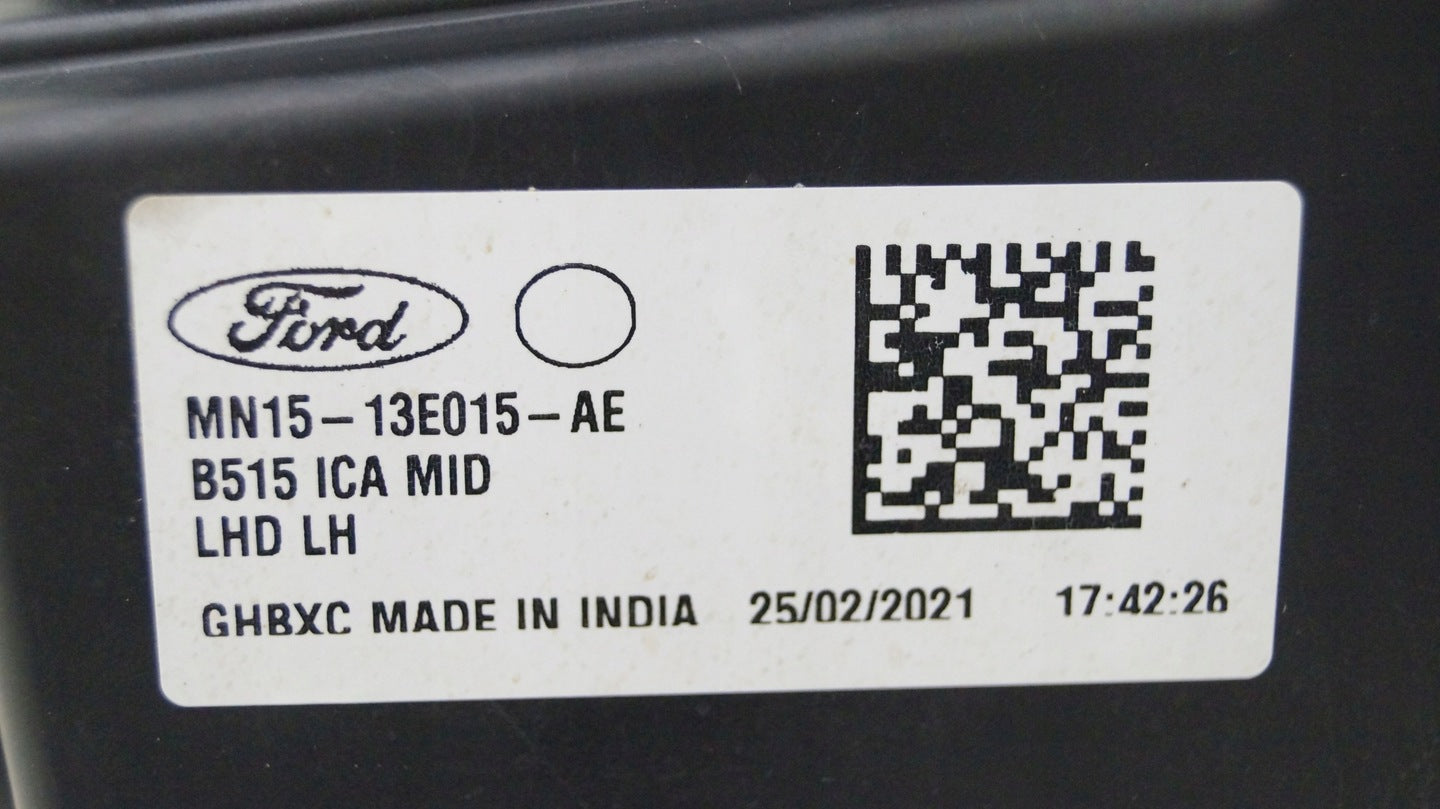 Ford
MN15-13E015-AE
B515 ICA MID
LHD LH
GHBXC MADE IN INDIA 25/02/2021 17:42:26